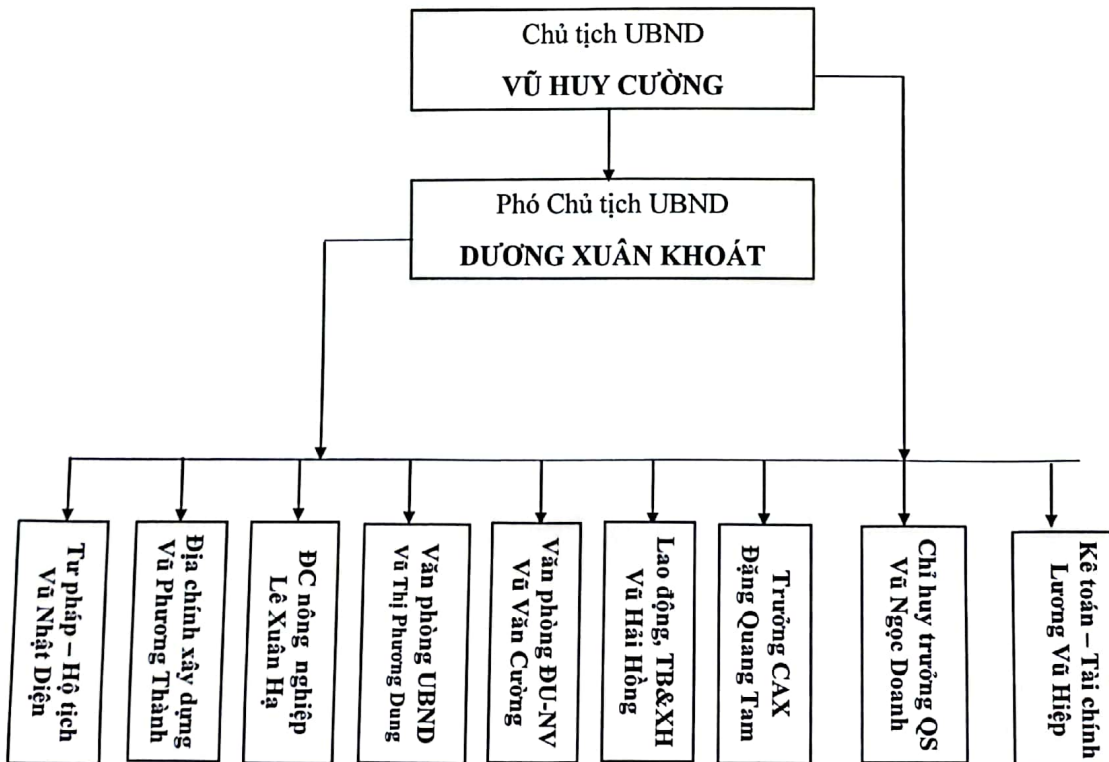 Chủ tịch UBND
VŨ HUY CƯỜNG
Phó Chủ tịch UBND
DƯƠNG XUÂN KHOÁT
Tư pháp – Hộ tịch
Vũ Nhật Diện
Địa chính xây dựng
Vũ Phương Thành
ĐC nông nghiệp
Lê Xuân Hạ
Văn phòng UBND
Vũ Thị Phương Dung
Văn phòng ĐU-NV
Vũ Văn Cường
Lao động, TB&XH
Vũ Hải Hồng
Trưởng CAX
Đặng Quang Tam
Chỉ huy trưởng QS
Vũ Ngọc Doanh
Kế toán – Tài chính
Lương Vũ Hiệp